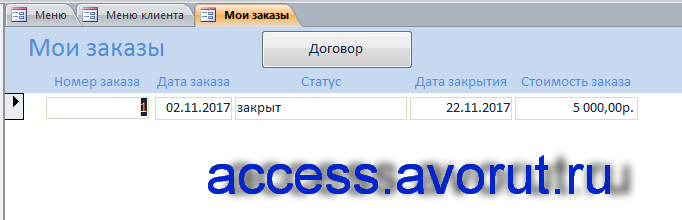 Меню Меню клиента Мои заказы
Мои заказы Договор
Номер заказа Дата заказа Статус Дата закрытия Стоимость заказа
1 02.11.2017 закрыт 22.11.2017 5 000,00р.
access.avorut.ru